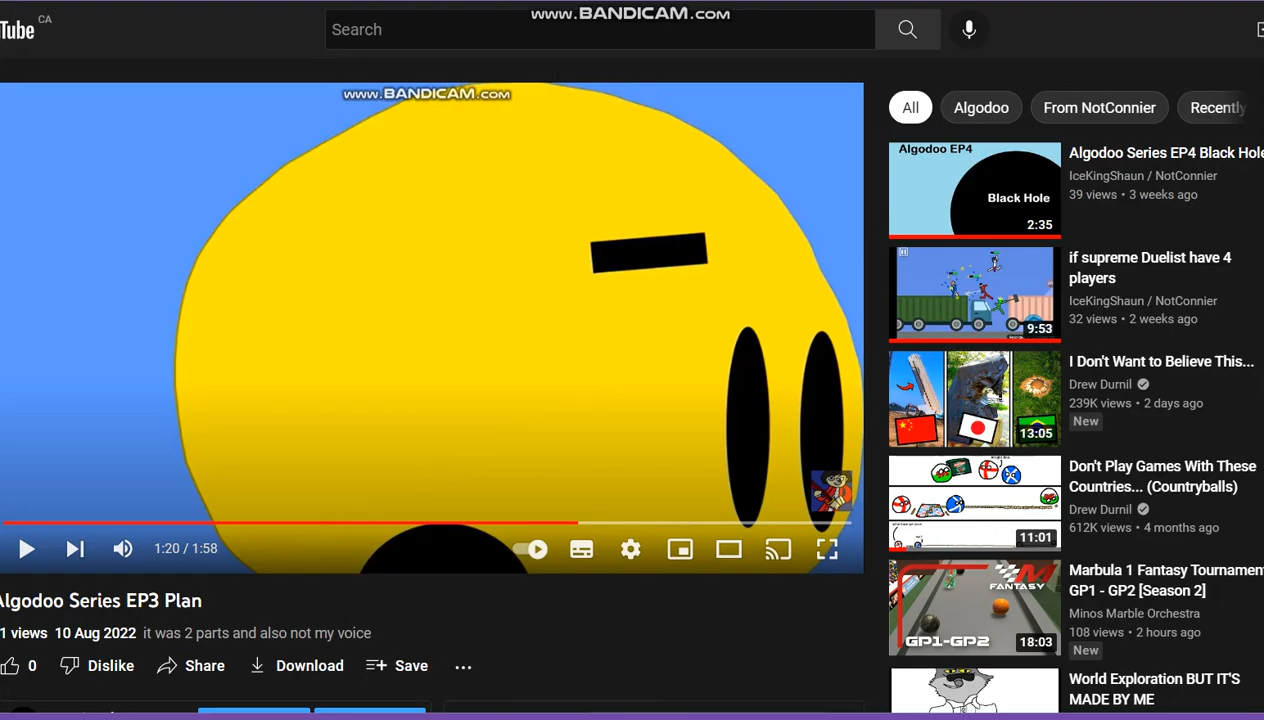 www.BANDICAM.com
Tube CA
Search
www.BANDICAM.com
1:20 / 1:58
Algodoo Series EP3 Plan
1 views 10 Aug 2022 it was 2 parts and also not my voice
0 Dislike Share Download Save
All Algodoo From NotConnier Recently
Algodoo EP4
Black Hole
2:35
Algodoo Series EP4 Black Hole
IceKingShaun / NotConnier
39 views • 3 weeks ago
9:53
if supreme Duelist have 4
players
IceKingShaun / NotConnier
32 views • 2 weeks ago
13:05
I Don't Want to Believe This...
Drew Durnil
239K views • 2 days ago
New
11:01
Don't Play Games With These
Countries... (Countryballs)
Drew Durnil
612K views • 4 months ago
M
FANTASY
GP1-GP2
18:03
Marbula 1 Fantasy Tournamen
GP1 - GP2 [Season 2]
Minos Marble Orchestra
108 views • 2 hours ago
New
World Exploration BUT IT'S
MADE BY ME